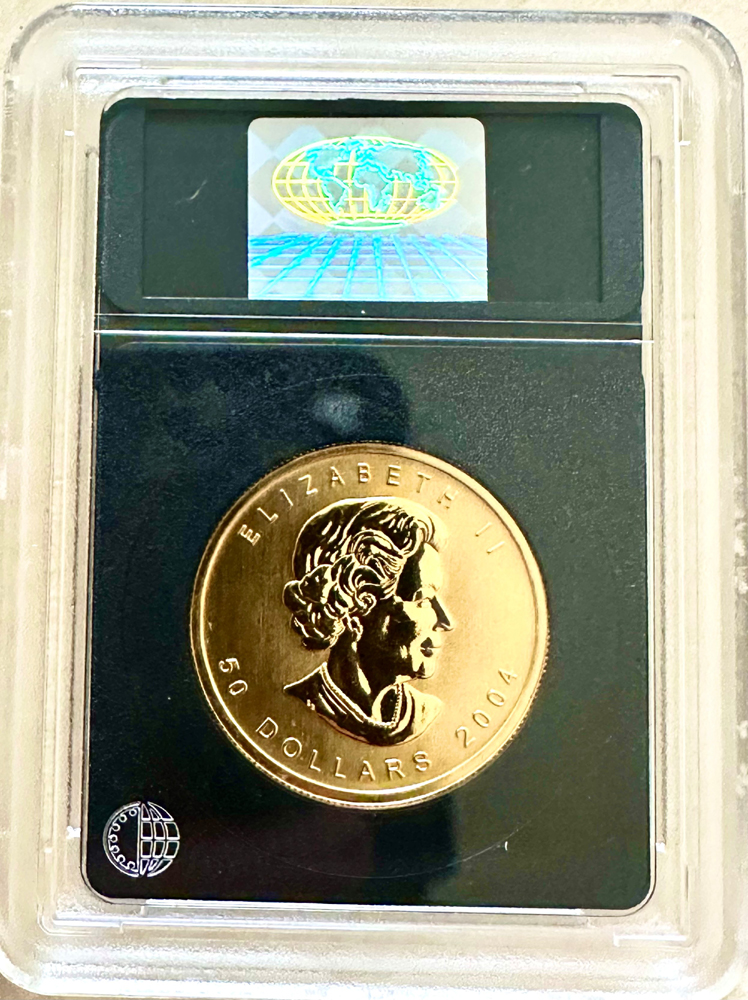 ELIZABETH II
50 DOLLARS 2004